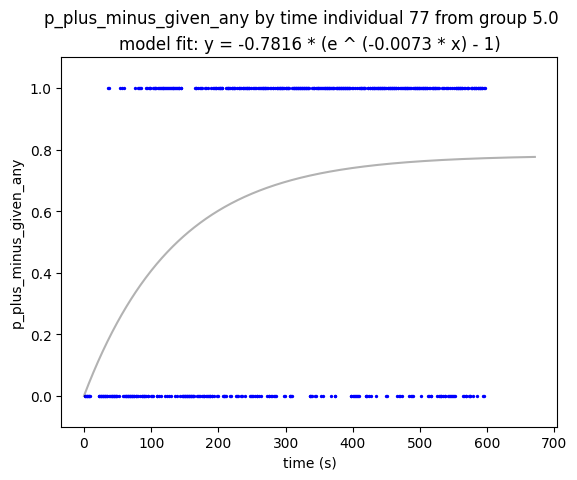 p_plus_minus_given_any by time individual 77 from group 5.0
model fit: y = -0.7816 * (e ^ (-0.0073 * x) - 1)
1.0
0.8
0.6
0.4
0.2
0.0
p_plus_minus_given_any
0 100 200 300 400 500 600 700
time (s)